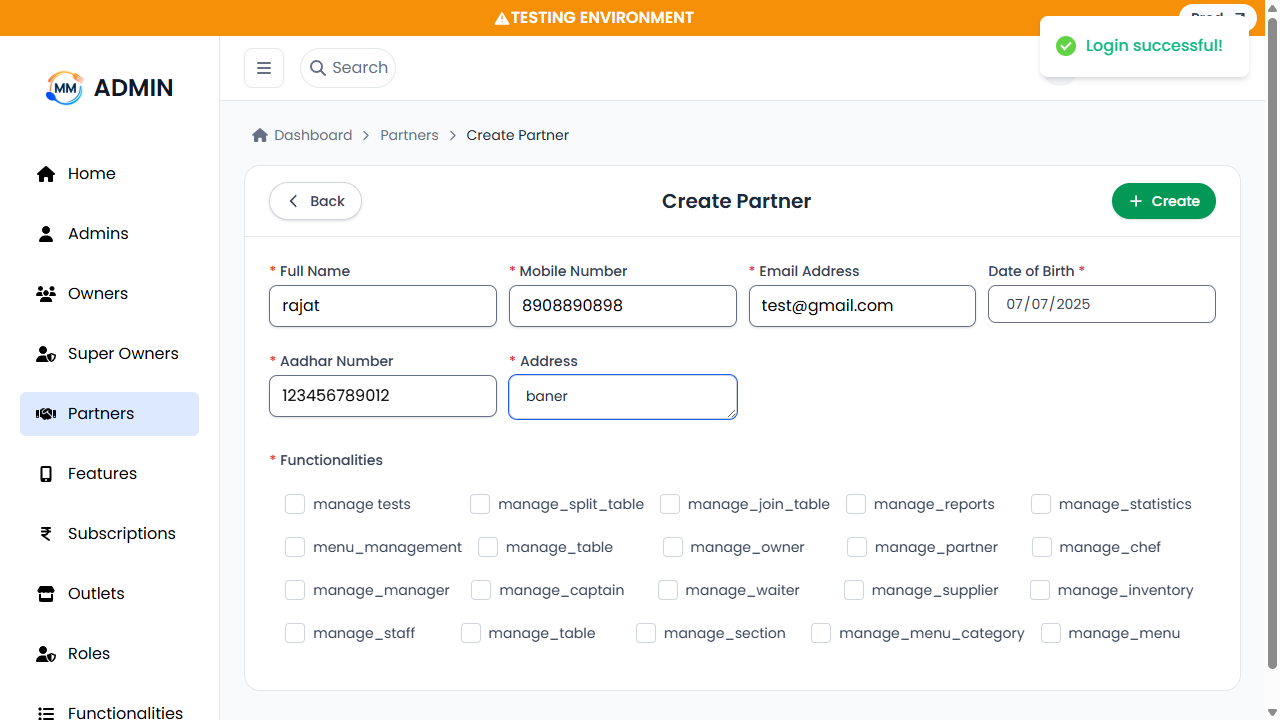 TESTING ENVIRONMENT
Login successful!
MM ADMIN
Search
Home
Admins
Owners
Super Owners
Partners
Features
Subscriptions
Outlets
Roles
Functionalities
Dashboard > Partners > Create Partner
Back
Create Partner
+ Create
* Full Name
* Mobile Number
* Email Address
Date of Birth *
rajat
8908890898
test@gmail.com
07/07/2025
* Aadhar Number
* Address
123456789012
baner
* Functionalities
manage tests manage_split_table manage_join_table manage_reports manage_statistics
menu_management manage_table manage_owner manage_partner manage_chef
manage_manager manage_captain manage_waiter manage_supplier manage_inventory
manage_staff manage_table manage_section manage_menu_category manage_menu